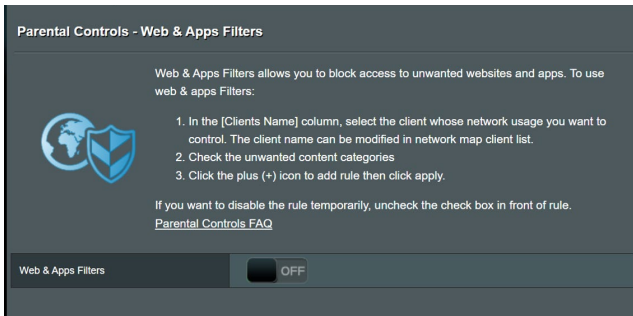 Parental Controls - Web & Apps Filters
Web & Apps Filters allows you to block access to unwanted websites and apps. To use
web & apps Filters:
1. In the [Clients Name] column, select the client whose network usage you want to
control. The client name can be modified in network map client list.
2. Check the unwanted content categories
3. Click the plus (+) icon to add rule then click apply.
If you want to disable the rule temporarily, uncheck the check box in front of rule.
Parental Controls FAQ
Web & Apps Filters
OFF